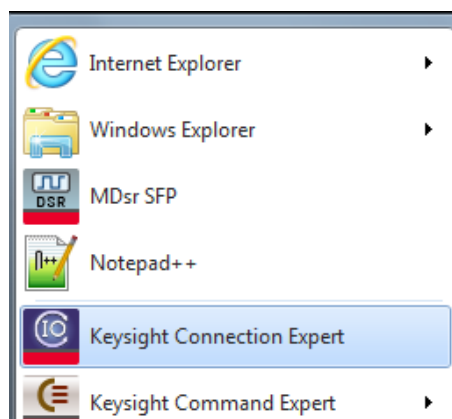 Internet Explorer
Windows Explorer
DSR
MDsr SFP
n++
Notepad++
IO
Keysight Connection Expert
Keysight Command Expert